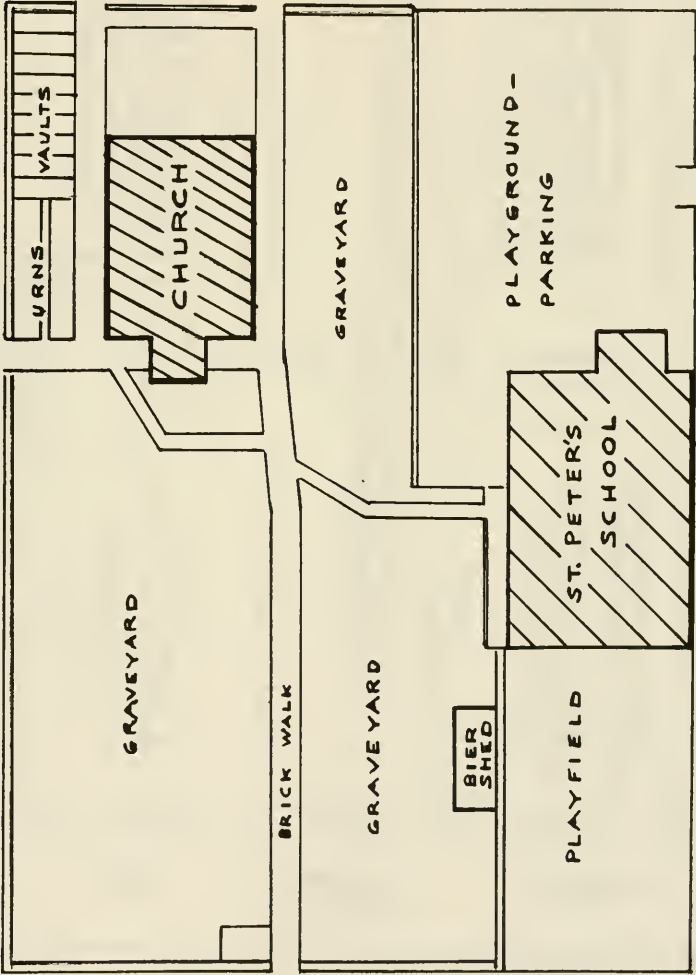 VAULTS
URNS
CHURCH
GRAVEYARD
PLAYGROUND-
PARKING
ST. PETER'S
SCHOOL
GRAVEYARD
BRICK WALK
GRAVEYARD
BIER
SHED
PLAYFIELD